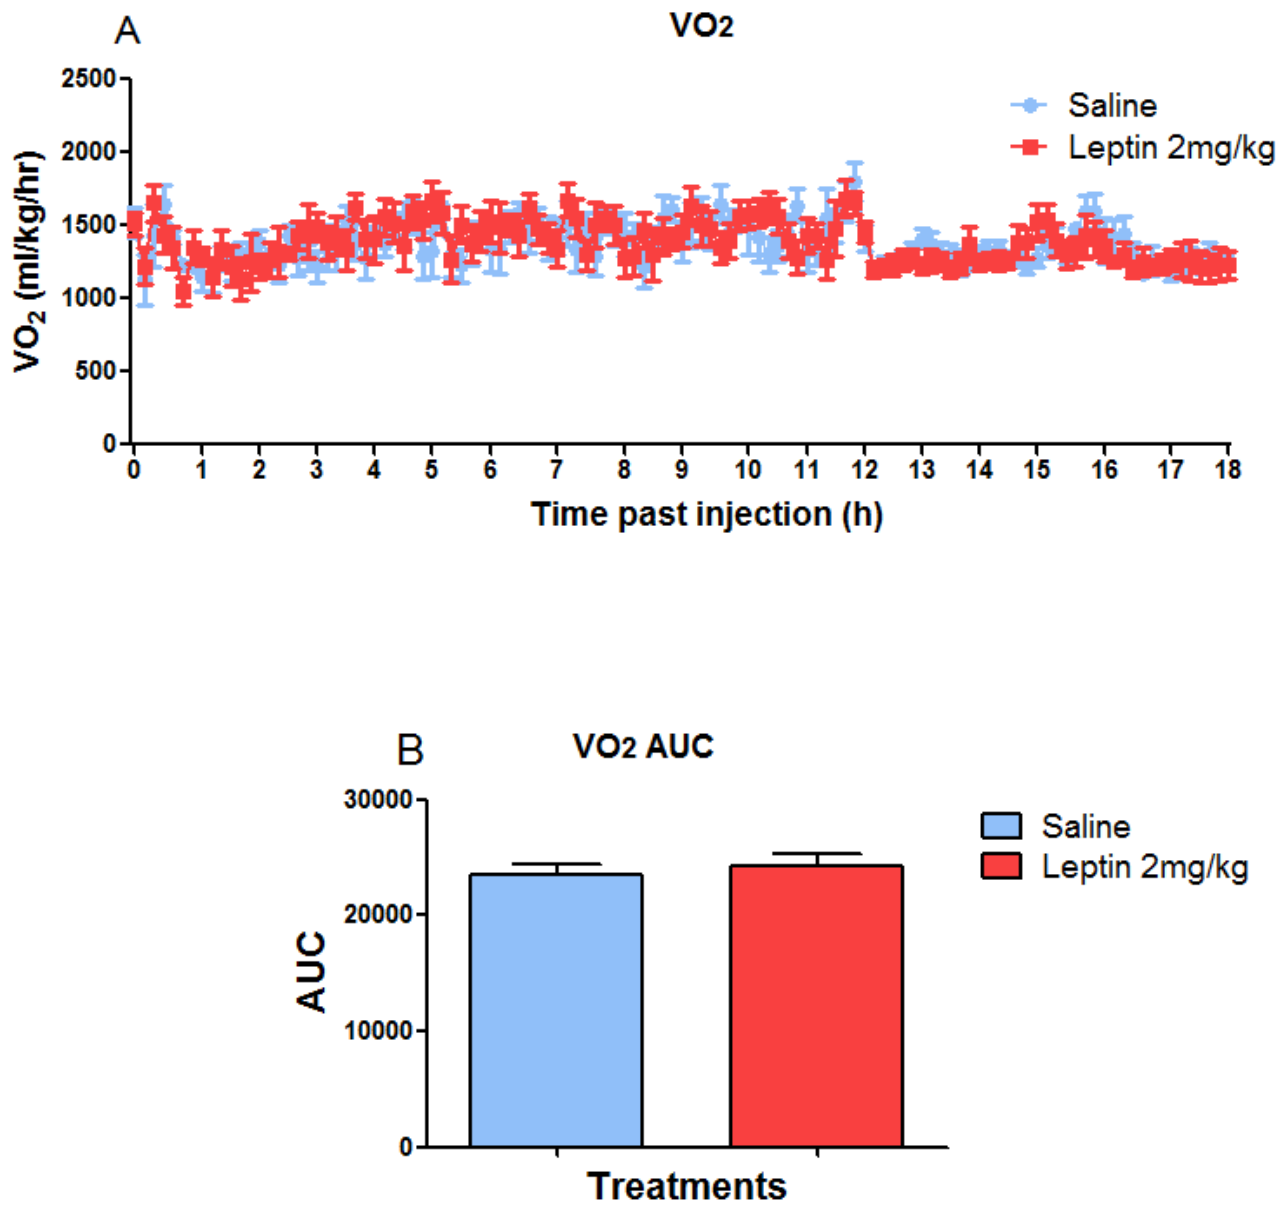 A
VO2
2500
2000
1500
1000
500
0
VO2 (ml/kg/hr)
Saline
Leptin 2mg/kg
0 1 2 3 4 5 6 7 8 9 10 11 12 13 14 15 16 17 18
Time past injection (h)
B
VO2 AUC
30000
20000
10000
0
AUC
Saline
Leptin 2mg/kg
Treatments